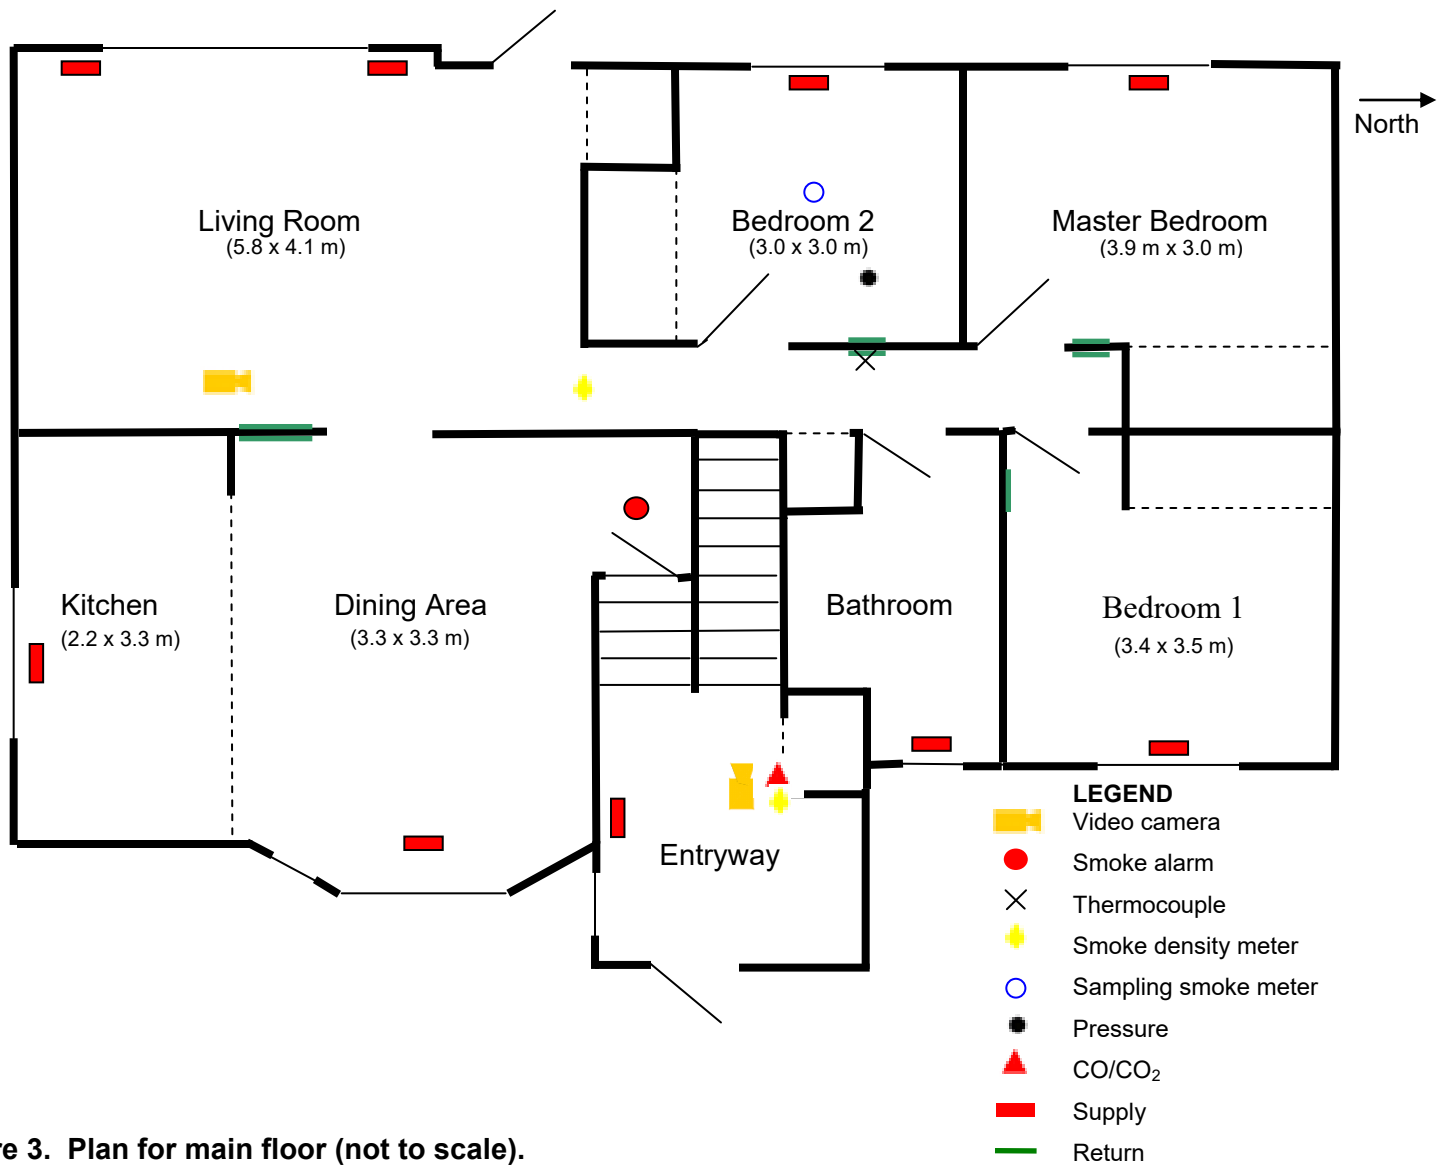 North
Living Room
(5.8 x 4.1 m)
Bedroom 2
(3.0 x 3.0 m)
Master Bedroom
(3.9 m x 3.0 m)
Kitchen
(2.2 x 3.3 m)
Dining Area
(3.3 x 3.3 m)
Bathroom
Bedroom 1
(3.4 x 3.5 m)
Entryway
LEGEND
Video camera
Smoke alarm
Thermocouple
Smoke density meter
Sampling smoke meter
Pressure
CO/CO₂
Supply
Return
re 3. Plan for main floor (not to scale).